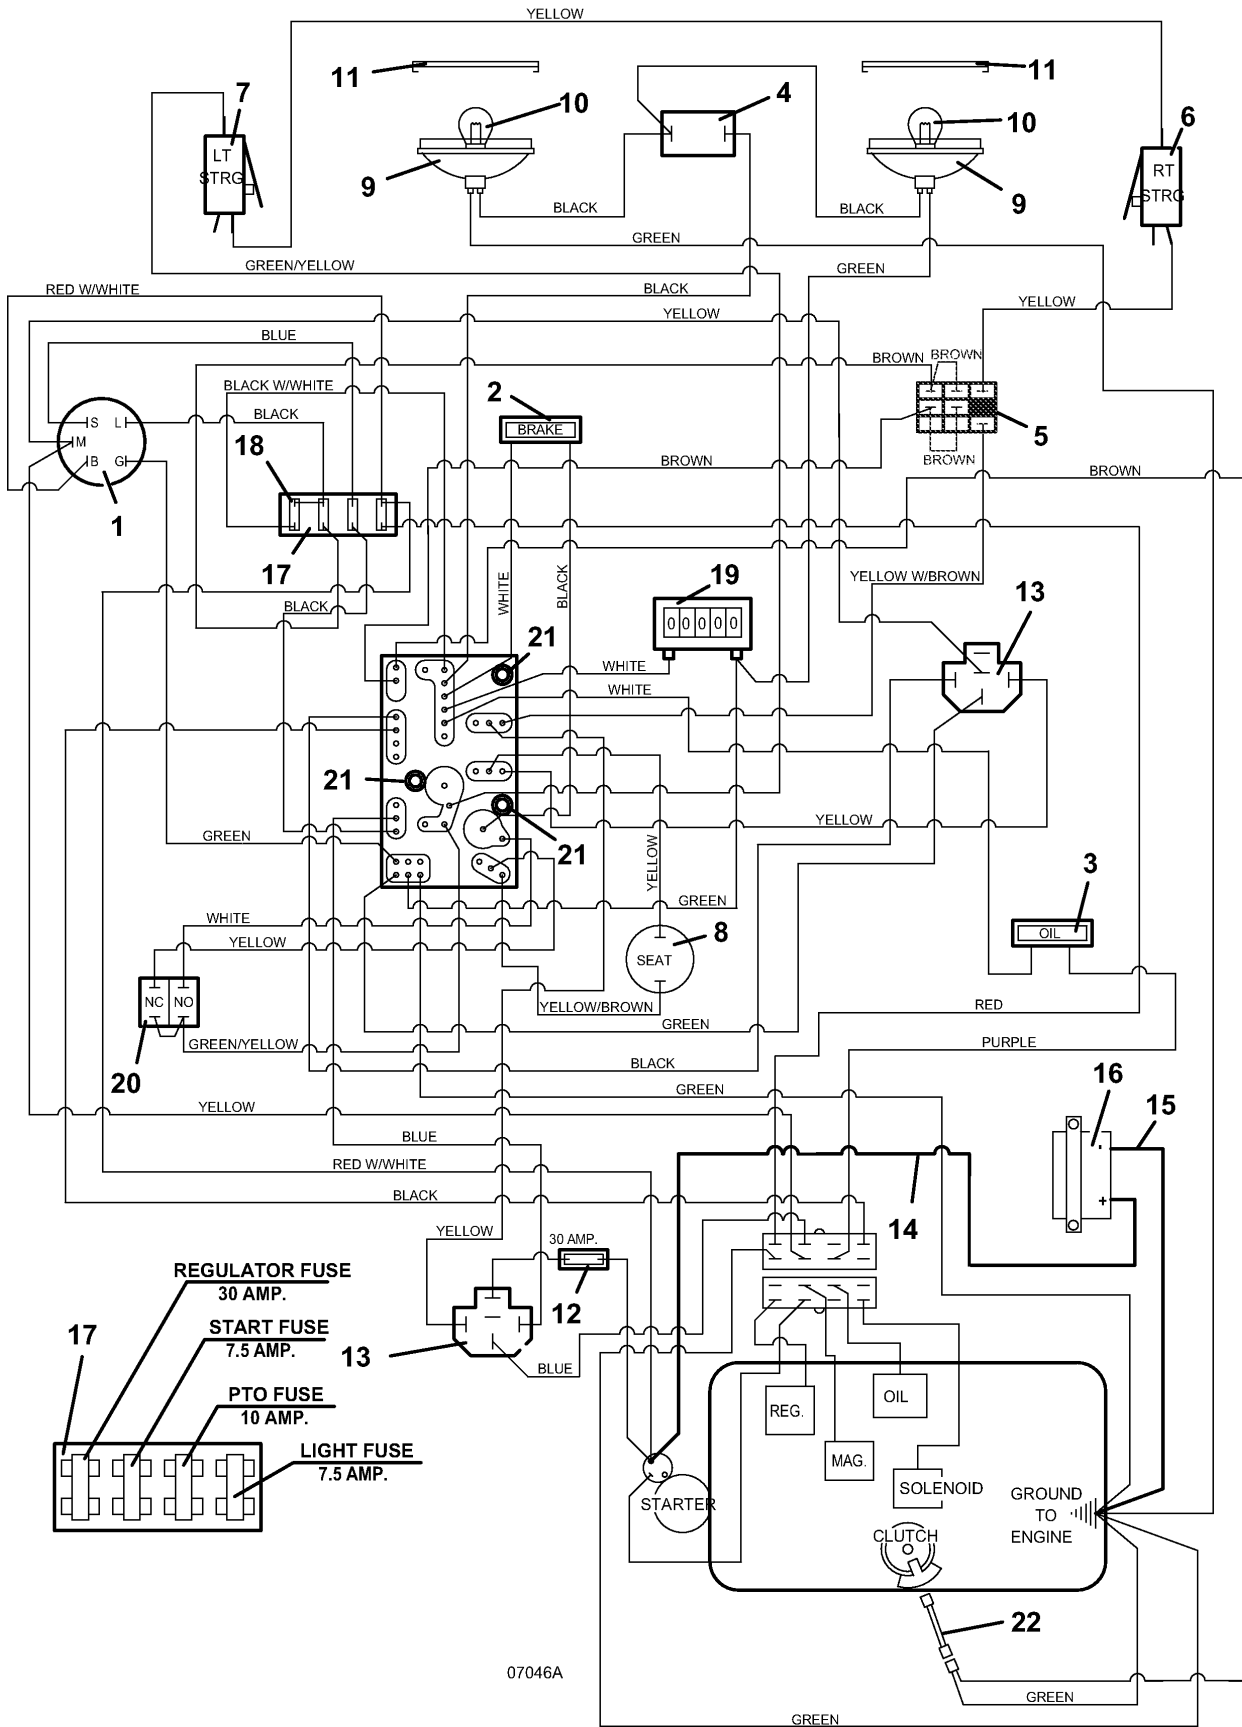 YELLOW
11
11
7
10
4
10
6
LT
STRG
RT
STRG
9
9
BLACK
BLACK
GREEN
GREEN/YELLOW
GREEN
RED W/WHITE
BLACK
YELLOW
YELLOW
BLUE
BROWN
BROWN
BLACK W/WHITE
2
BLACK
BRAKE
S
L
M
B
G
18
5
BROWN
BROWN
BROWN
1
17
WHITE
BLACK
19
YELLOW W/BROWN
13
BLACK
0 0 0 0 0
21
WHITE
WHITE
21
YELLOW
GREEN
21
YELLOW
3
GREEN
WHITE
8
OIL
YELLOW
SEAT
NC
NO
YELLOW/BROWN
RED
GREEN
GREEN/YELLOW
PURPLE
20
BLACK
16
15
GREEN
YELLOW
BLUE
-
RED W/WHITE
BLACK
+
YELLOW
14
30 AMP.
REGULATOR FUSE
30 AMP.
12
START FUSE
7.5 AMP.
17
13
BLUE
PTO FUSE
10 AMP.
REG.
OIL
LIGHT FUSE
7.5 AMP.
MAG.
SOLENOID
STARTER
GROUND
TO
ENGINE
CLUTCH
22
07046A
GREEN
GREEN